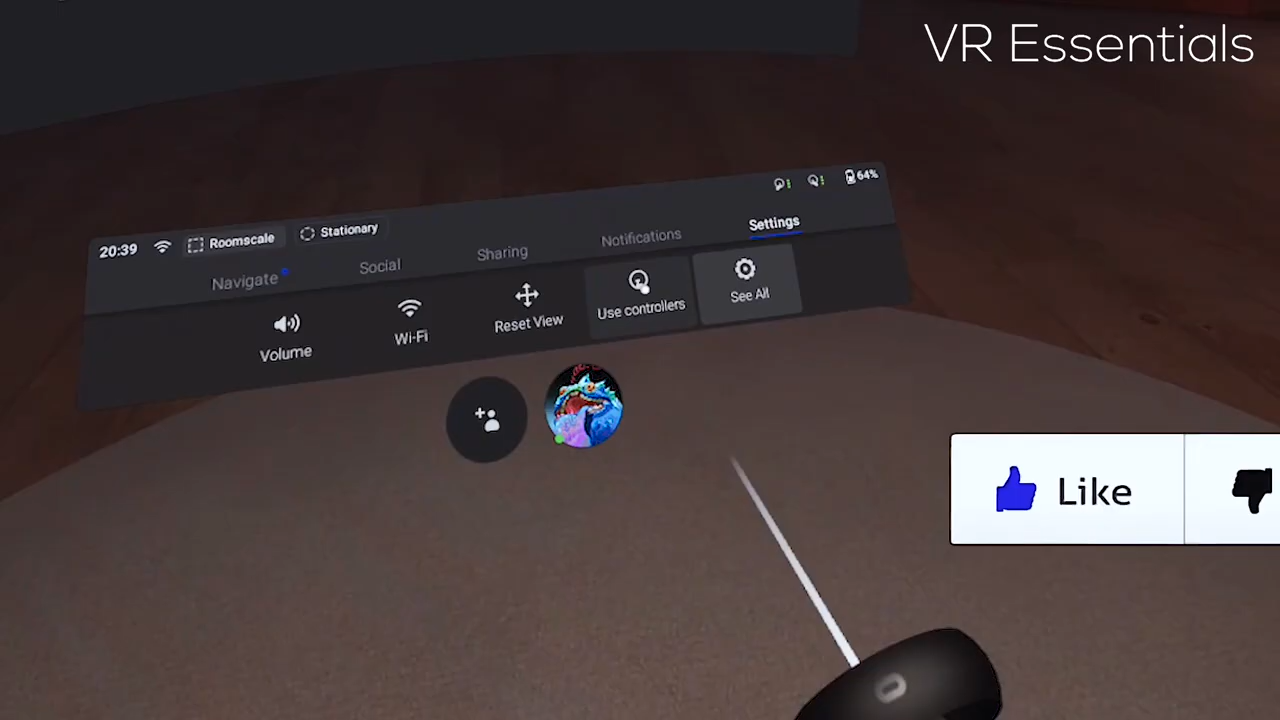 VR Essentials
20:39 Roomscale Stationary 64%
Navigate Social Sharing Notifications Settings
Volume Wi-Fi Reset View Use controllers See All
Like